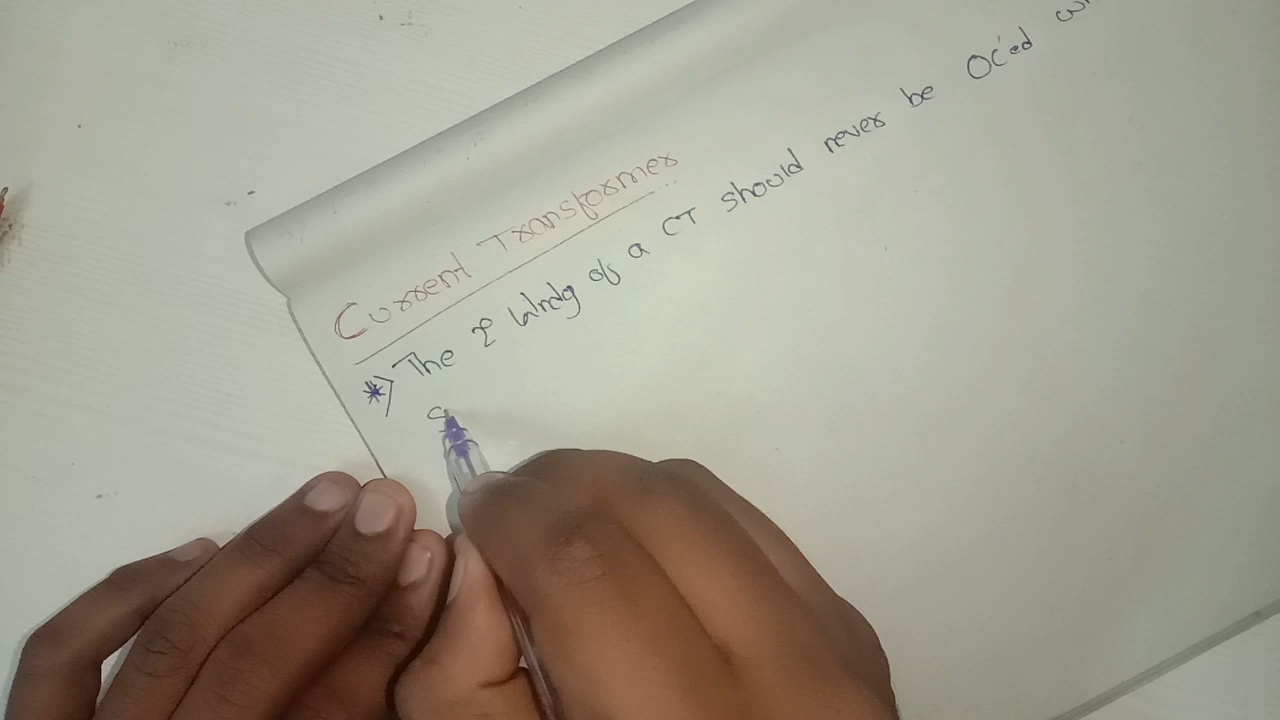 Current Transformer
*) The 2° Wndg of a CT should never be OC'ed
S